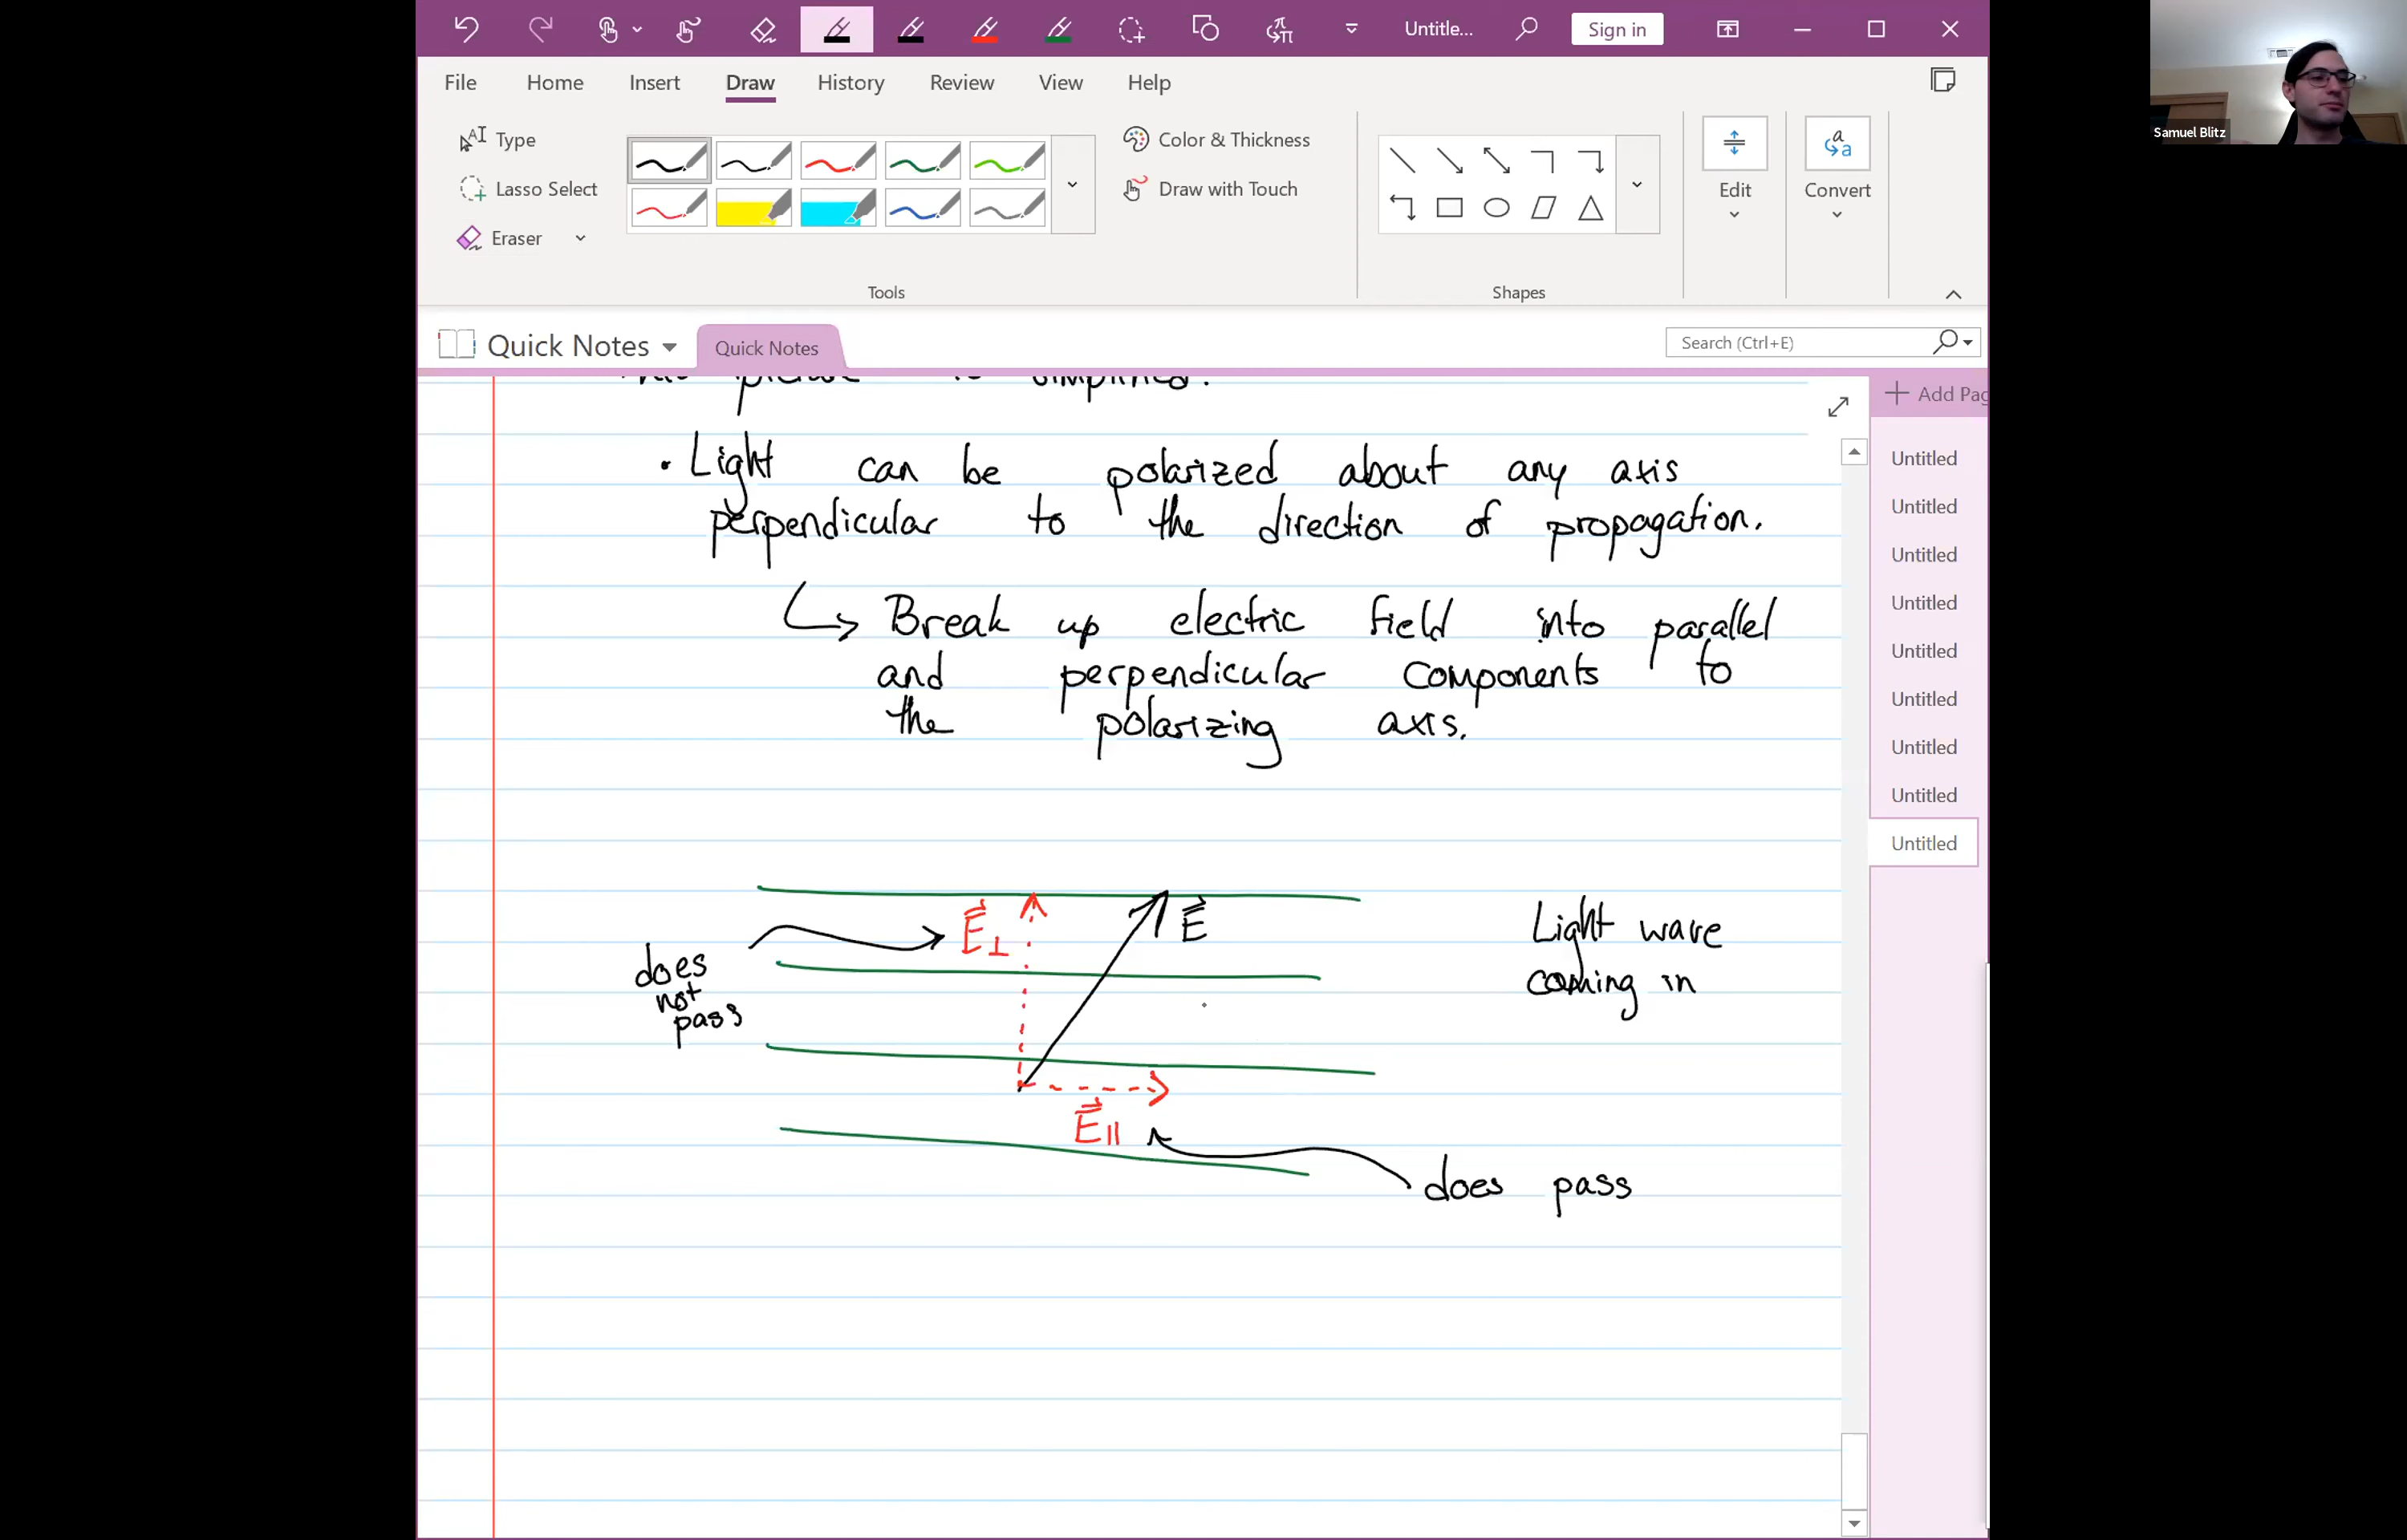 Untitle...
Sign in
File
Home
Insert
Draw
History
Review
View
Help
Type
Lasso Select
Eraser
Color & Thickness
Draw with Touch
Edit
Convert
Tools
Shapes
Quick Notes
Quick Notes
Search (Ctrl+E)
Add Pag
Untitled
Untitled
Untitled
Untitled
Untitled
Untitled
Untitled
Untitled
Untitled
picture is simplified.
• Light can be polarized about any axis
perpendicular to the direction of propagation.
↳ Break up electric field into parallel
and perpendicular components to
the polarizing axis.
E⃗⊥
E⃗
Light wave
coming in
does
not
pass
E⃗||
does pass
Samuel Blitz